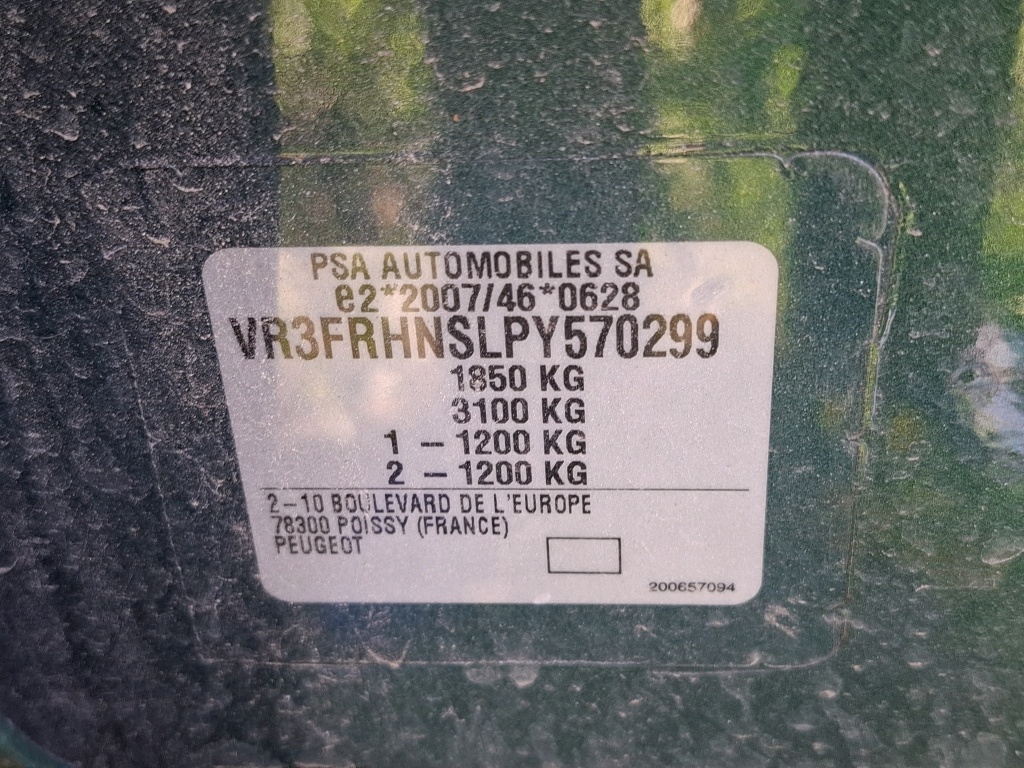 PSA AUTOMOBILES SA
e2*2007/46*0628
VR3FRHNSLPY570299
1850 KG
3100 KG
1 – 1200 KG
2 – 1200 KG
2–10 BOULEVARD DE L'EUROPE
78300 POISSY (FRANCE)
PEUGEOT
200657094